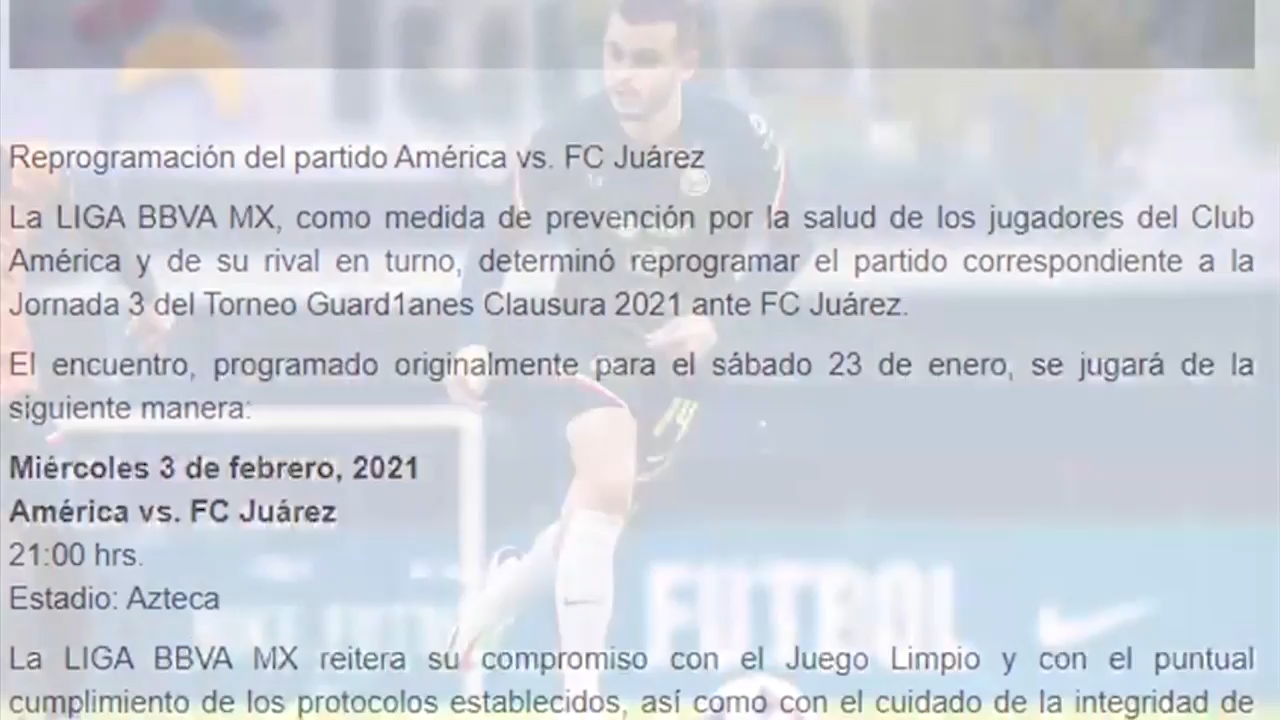 Reprogramación del partido América vs. FC Juárez
La LIGA BBVA MX, como medida de prevención por la salud de los jugadores del Club
América y de su rival en turno, determinó reprogramar el partido correspondiente a la
Jornada 3 del Torneo Guard1anes Clausura 2021 ante FC Juárez.
El encuentro, programado originalmente para el sábado 23 de enero, se jugará de la
siguiente manera:
Miércoles 3 de febrero, 2021
América vs. FC Juárez
21:00 hrs.
Estadio: Azteca
FUTBOL
La LIGA BBVA MX reitera su compromiso con el Juego Limpio y con el puntual
cumplimiento de los protocolos establecidos, así como con el cuidado de la integridad de